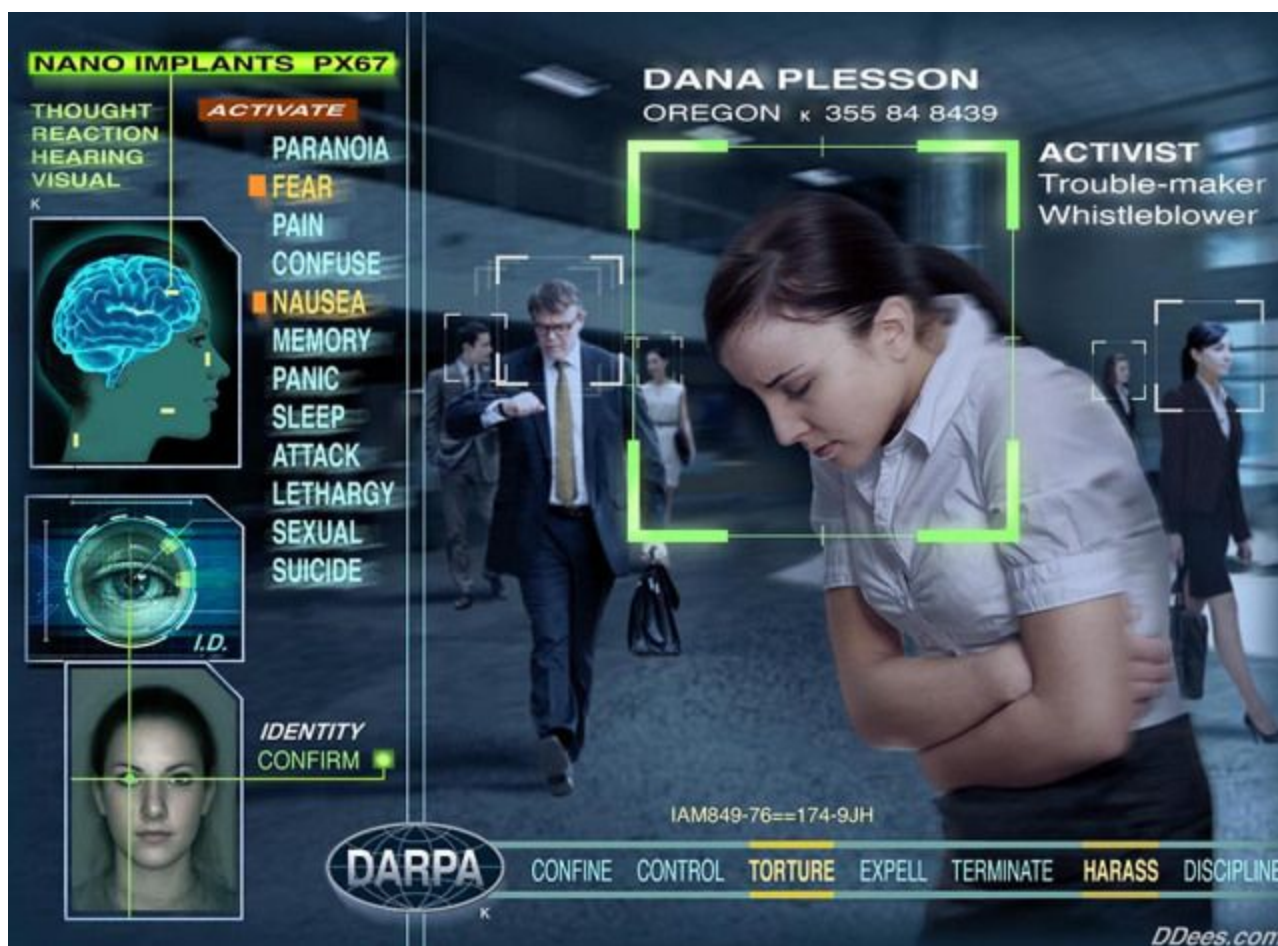 NANO IMPLANTS PX67
THOUGHT
REACTION
HEARING
VISUAL
K
ACTIVATE
PARANOIA
FEAR
PAIN
CONFUSE
NAUSEA
MEMORY
PANIC
SLEEP
ATTACK
LETHARGY
SEXUAL
SUICIDE
I.D.
IDENTITY
CONFIRM
DANA PLESSON
OREGON K 355 84 8439
ACTIVIST
Trouble-maker
Whistleblower
IAM849-76==174-9JH
DARPA
K
CONFINE CONTROL TORTURE EXPELL TERMINATE HARASS DISCIPLINE
DDees.com